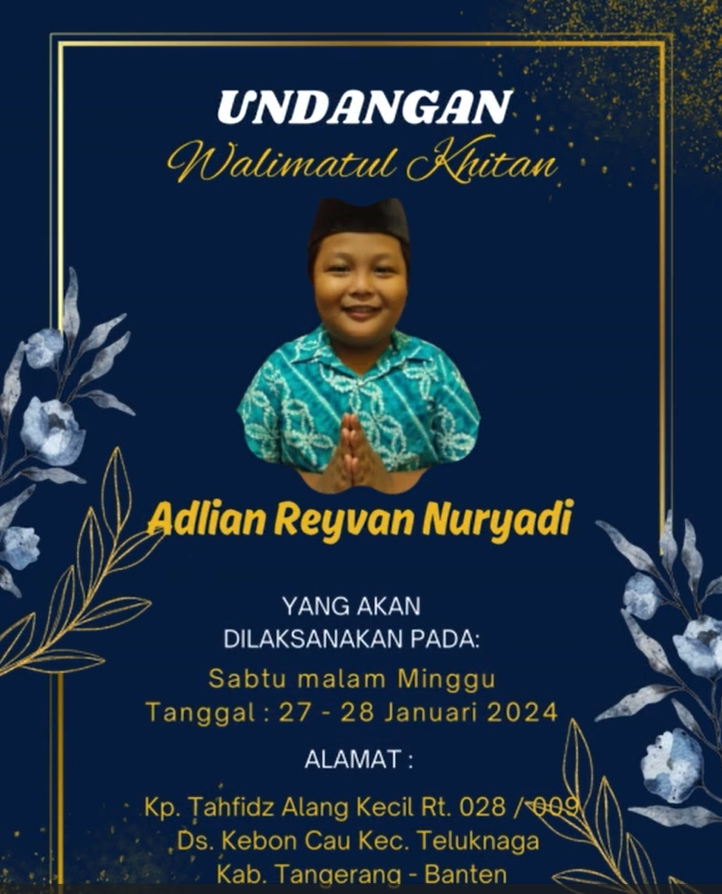 UNDANGAN
Walimatul Khitan
Adlian Reyvan Nuryadi
YANG AKAN
DILAKSANAKAN PADA:
Sabtu malam Minggu
Tanggal : 27 - 28 Januari 2024
ALAMAT :
Kp. Tahfidz Alang Kecil Rt. 028 / 009
Ds. Kebon Cau Kec. Teluknaga
Kab. Tangerang - Banten